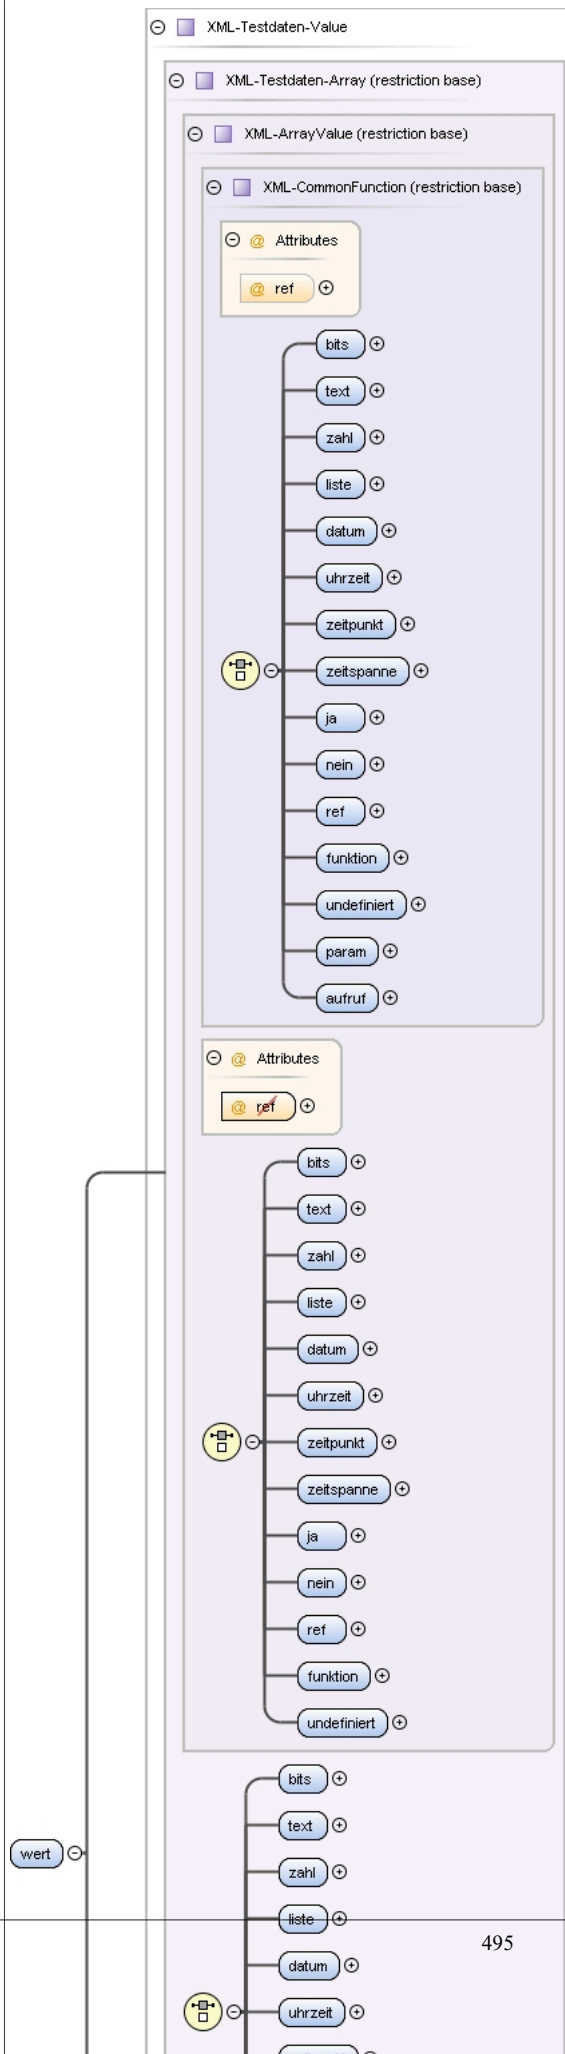 XML-Testdaten-Value
XML-Testdaten-Array (restriction base)
XML-ArrayValue (restriction base)
XML-CommonFunction (restriction base)
@ Attributes
@ ref
bits
text
zahl
liste
datum
uhrzeit
zeitpunkt
zeitspanne
ja
nein
ref
funktion
undefiniert
param
aufruf
@ Attributes
@ ref
bits
text
zahl
liste
datum
uhrzeit
zeitpunkt
zeitspanne
ja
nein
ref
funktion
undefiniert
bits
text
wert
zahl
liste
495
datum
uhrzeit